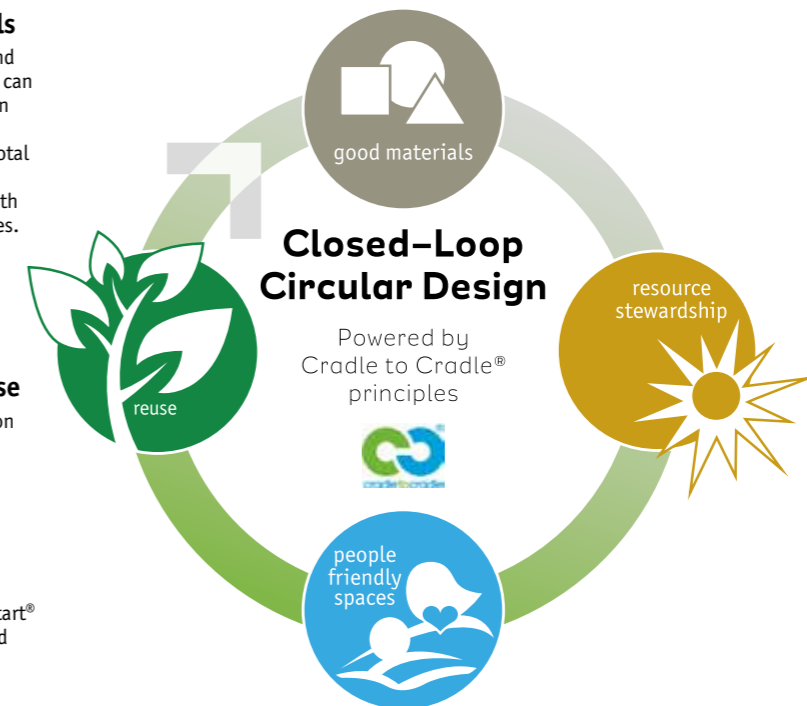 ls
nd
can
n
otal
th
es.
good materials
Closed–Loop
Circular Design
Powered by
Cradle to Cradle®
principles
cradletocradle
®
resource
stewardship
reuse
se
on
people
friendly
spaces
tart®
d